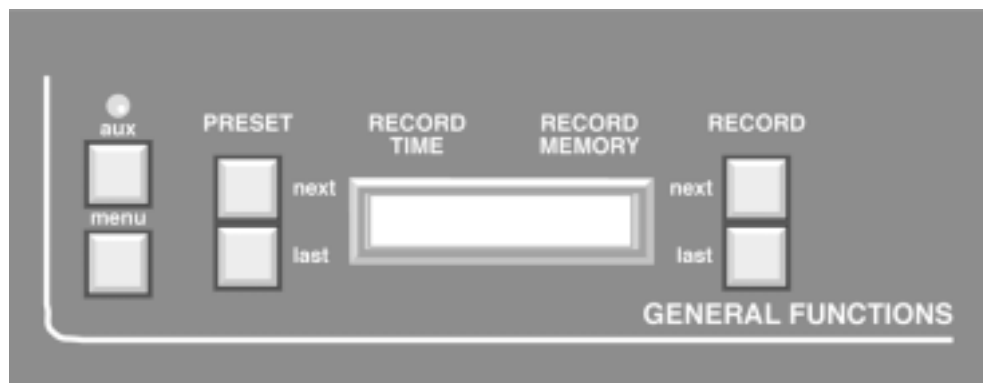 aux
menu
PRESET
next
last
RECORD
TIME
RECORD
MEMORY
RECORD
next
last
GENERAL FUNCTIONS